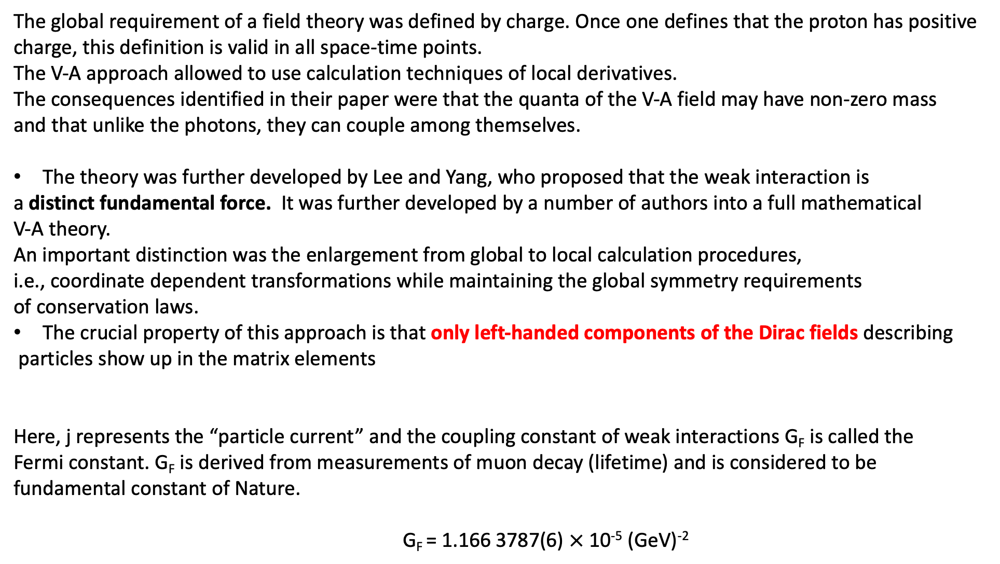 The global requirement of a field theory was defined by charge. Once one defines that the proton has positive
charge, this definition is valid in all space-time points.
The V-A approach allowed to use calculation techniques of local derivatives.
The consequences identified in their paper were that the quanta of the V-A field may have non-zero mass
and that unlike the photons, they can couple among themselves.
• The theory was further developed by Lee and Yang, who proposed that the weak interaction is
a distinct fundamental force. It was further developed by a number of authors into a full mathematical
V-A theory.
An important distinction was the enlargement from global to local calculation procedures,
i.e., coordinate dependent transformations while maintaining the global symmetry requirements
of conservation laws.
• The crucial property of this approach is that only left-handed components of the Dirac fields describing
particles show up in the matrix elements
Here, j represents the “particle current” and the coupling constant of weak interactions G_F is called the
Fermi constant. G_F is derived from measurements of muon decay (lifetime) and is considered to be
fundamental constant of Nature.
G_F = 1.166 3787(6) × 10^-5 (GeV)^-2